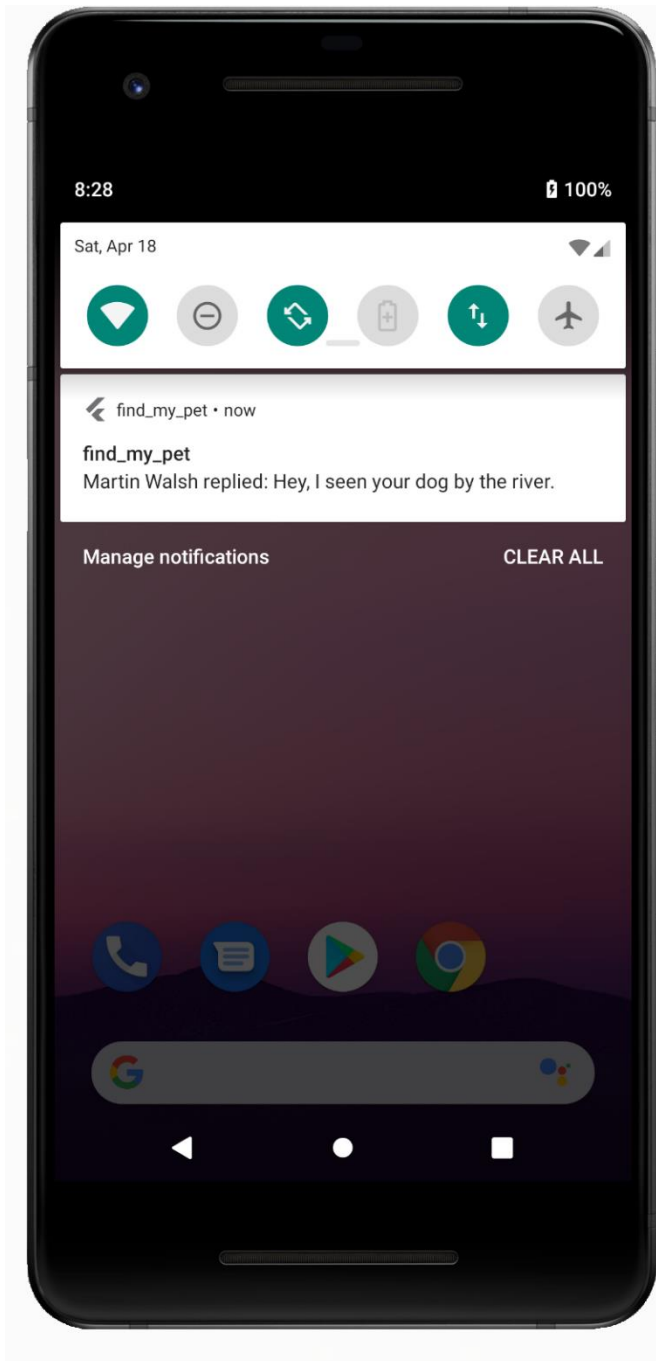 8:28 100%
Sat, Apr 18
find_my_pet • now
find_my_pet
Martin Walsh replied: Hey, I seen your dog by the river.
Manage notifications CLEAR ALL